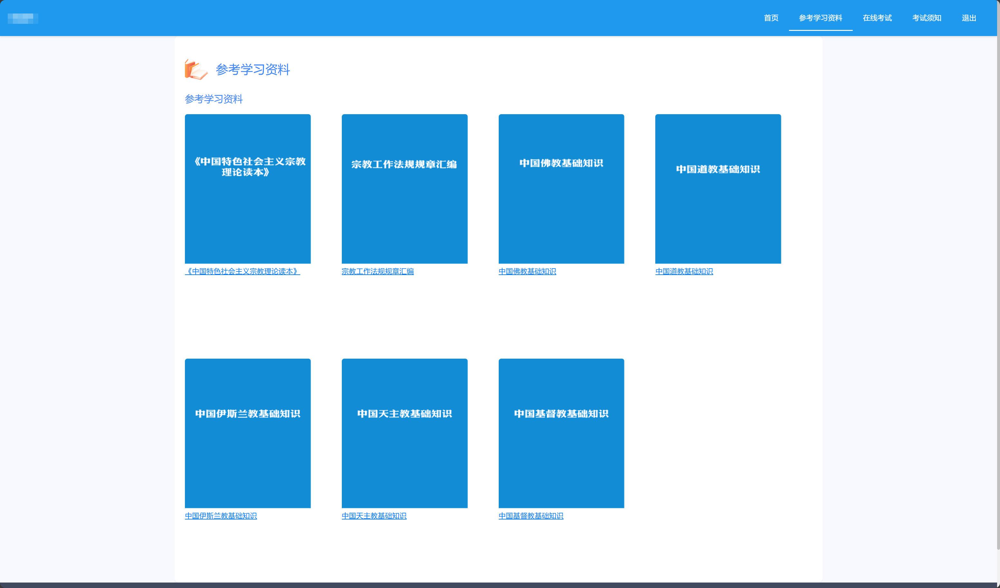 首页 参考学习资料 在线考试 考试须知 退出
参考学习资料
参考学习资料
《中国特色社会主义宗教
理论读本》
宗教工作法规规章汇编
中国佛教基础知识
中国道教基础知识
《中国特色社会主义宗教理论读本》
宗教工作法规规章汇编
中国佛教基础知识
中国道教基础知识
中国伊斯兰教基础知识
中国天主教基础知识
中国基督教基础知识
中国伊斯兰教基础知识
中国天主教基础知识
中国基督教基础知识